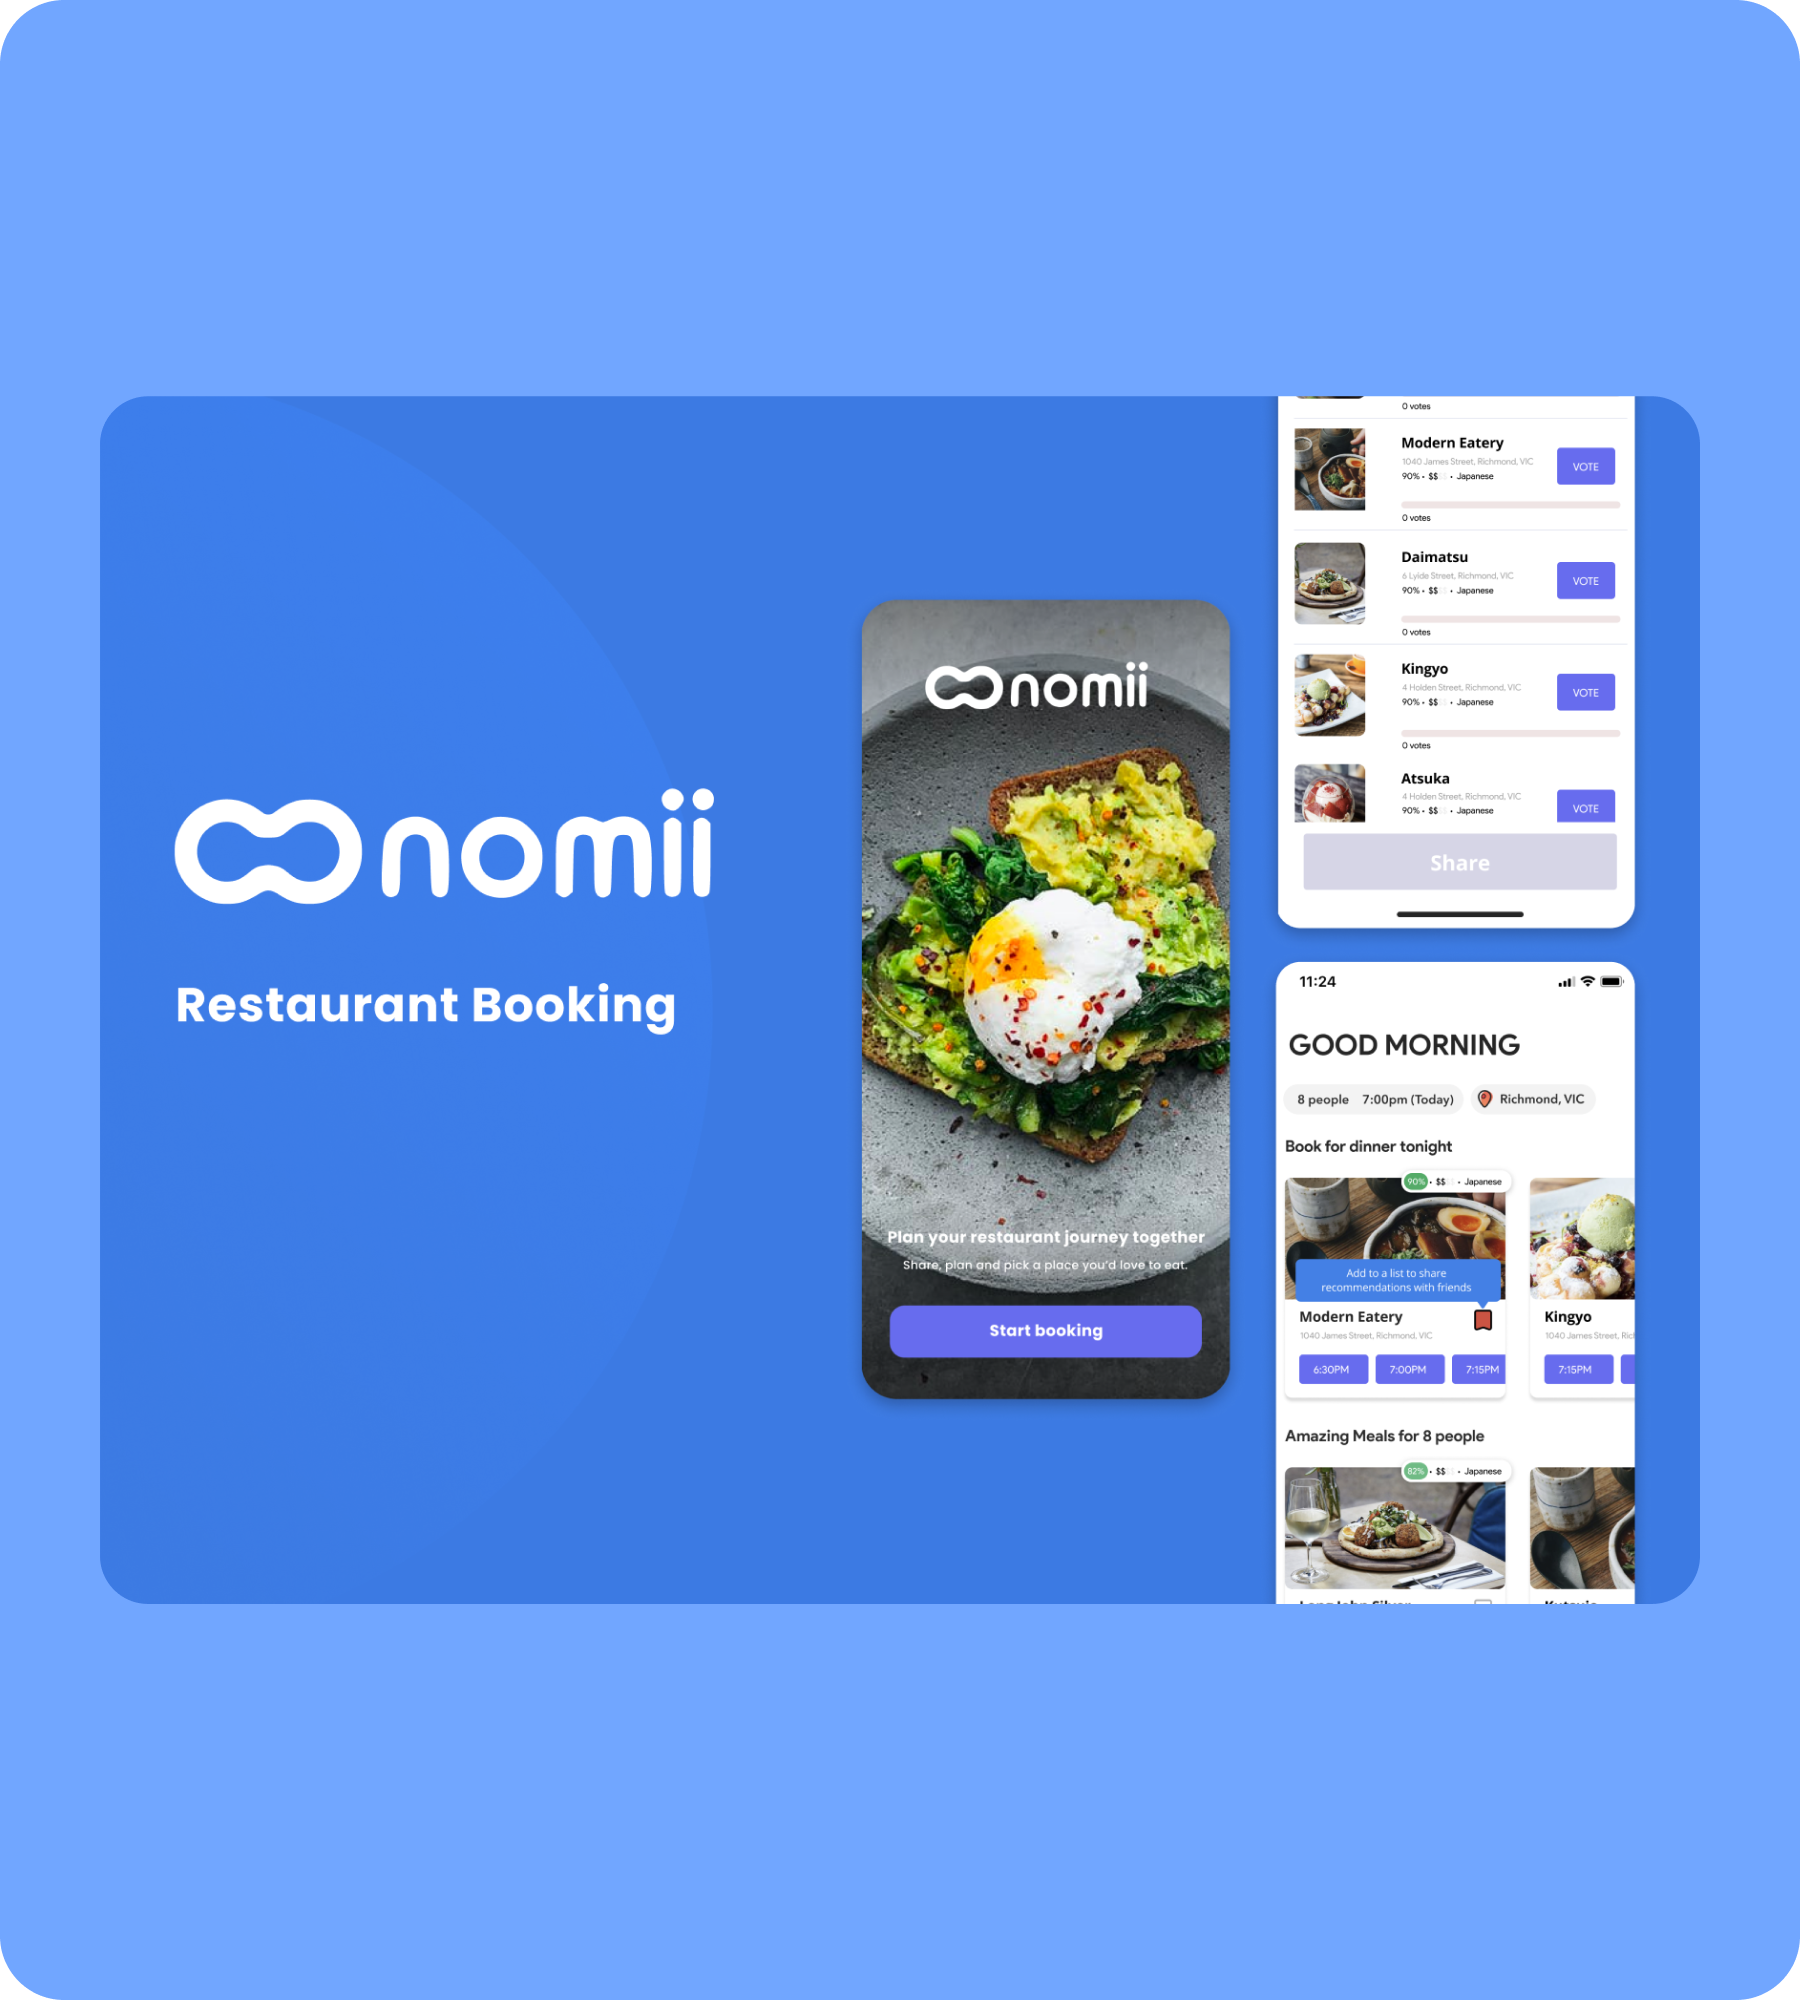 nomii
Restaurant Booking
nomii
Plan your restaurant journey together
Share, plan and pick a place you'd love to eat.
Start booking
0 votes
Modern Eatery
1040 James Street, Richmond, VIC
90% • $$ • Japanese
VOTE
0 votes
Daimatsu
6 Lyide Street, Richmond, VIC
90% • $$ • Japanese
VOTE
0 votes
Kingyo
4 Holden Street, Richmond, VIC
90% • $$ • Japanese
VOTE
0 votes
Atsuka
4 Holden Street, Richmond, VIC
90% • $$ • Japanese
VOTE
Share
11:24
GOOD MORNING
8 people 7:00pm (Today) Richmond, VIC
Book for dinner tonight
90% • $$ • Japanese
Add to a list to share
recommendations with friends
Modern Eatery
1040 James Street, Richmond, VIC
6:30PM 7:00PM 7:15PM
Kingyo
1040 James Street,
7:15PM
Amazing Meals for 8 people
82% • $$ • Japanese